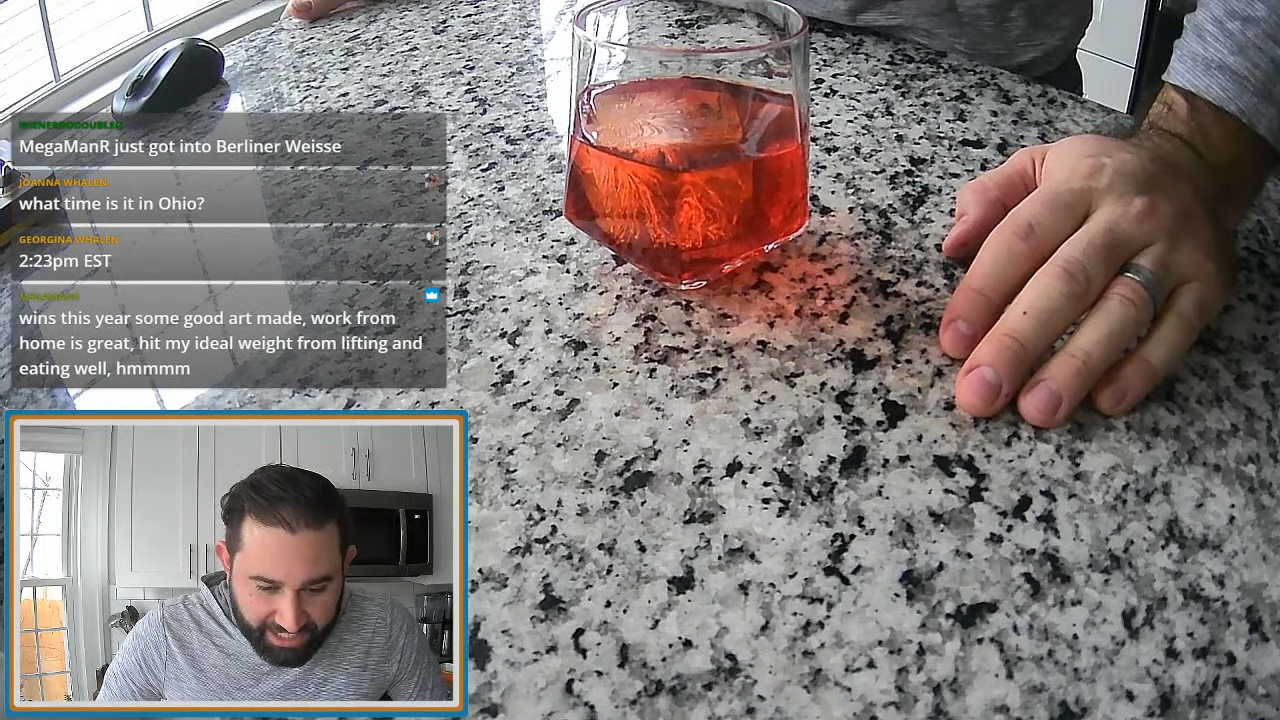 MegaManR just got into Berliner Weisse
JOANNA WHALEN
what time is it in Ohio?
GEORGINA WHALEN
2:23pm EST
MEGAMANR
wins this year some good art made, work from
home is great, hit my ideal weight from lifting and
eating well, hmmmm